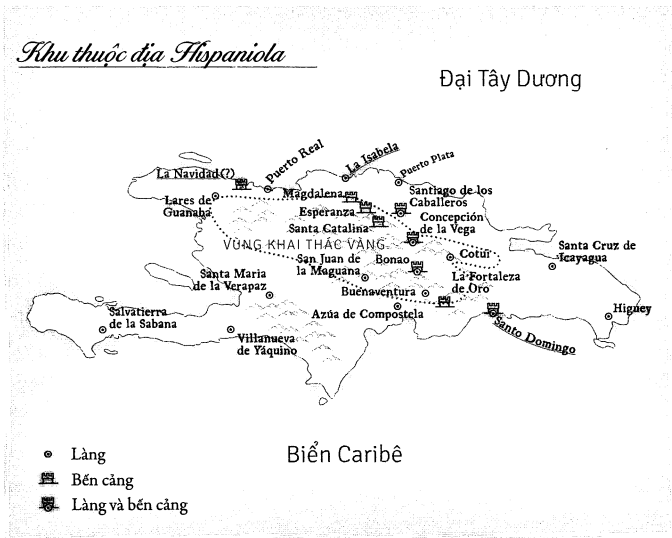 Khu thuộc địa Hispaniola
Đại Tây Dương
La Navidad(?)
Puerto Real
La Isabela
Puerto Plata
Lares de
Guanaba
Magdalena
Esperanza
Santa Catalina
Santiago de los
Caballeros
Concepción
de la Vega
VÙNG KHAI THÁC VÀNG
San Juan de
la Maguana
Bonao
Cotuí
Santa Cruz de
Icayagua
Santa Maria
de la Verapaz
Buenaventura
La Fortaleza
de Oro
Salvatierra
de la Sabana
Azúa de Compostela
Higüey
Villanueva
de Yáquino
Santo Domingo
Biển Caribê
Làng
Bến cảng
Làng và bến cảng